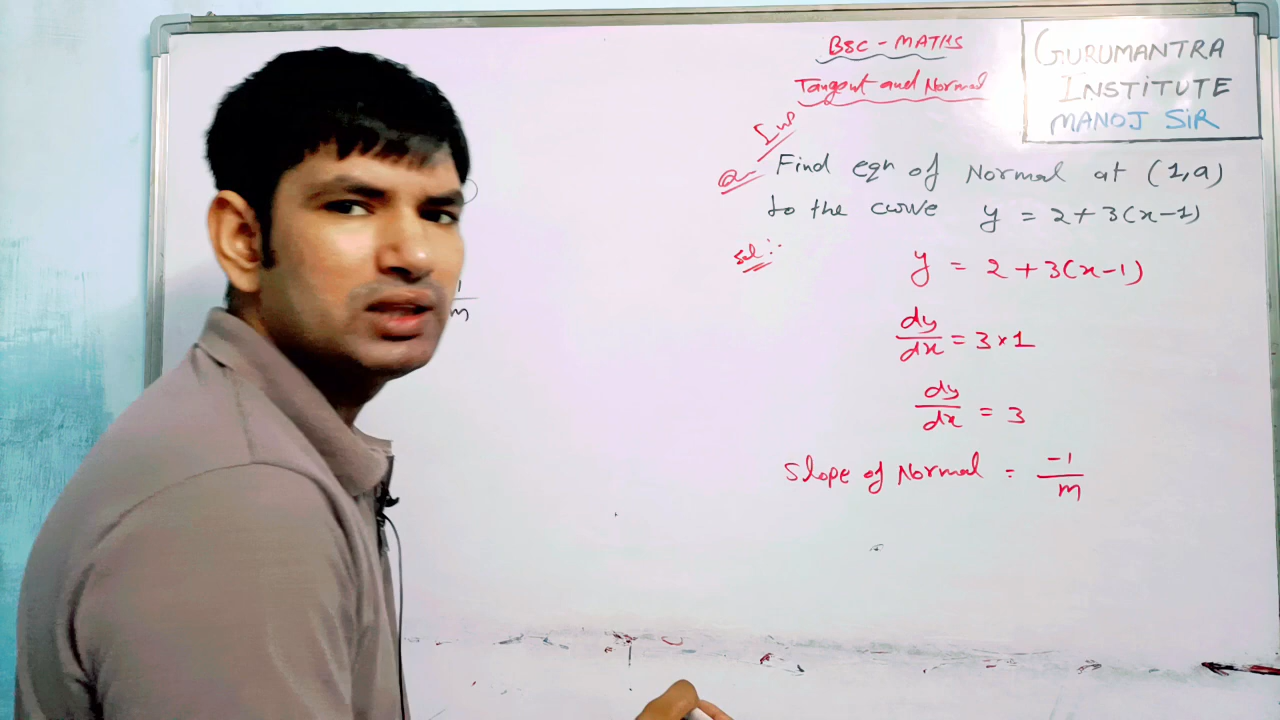 BSC - MATHS
Tangent and Normal
GURUMANTRA
INSTITUTE
MANOJ SIR
Imp
Q- Find eqn of Normal at (1,a)
to the curve y = 2+3(x-1)
Sol:-
y = 2+3(x-1)
dy/dx = 3×1
dy/dx = 3
Slope of Normal = -1/m
)
1
m